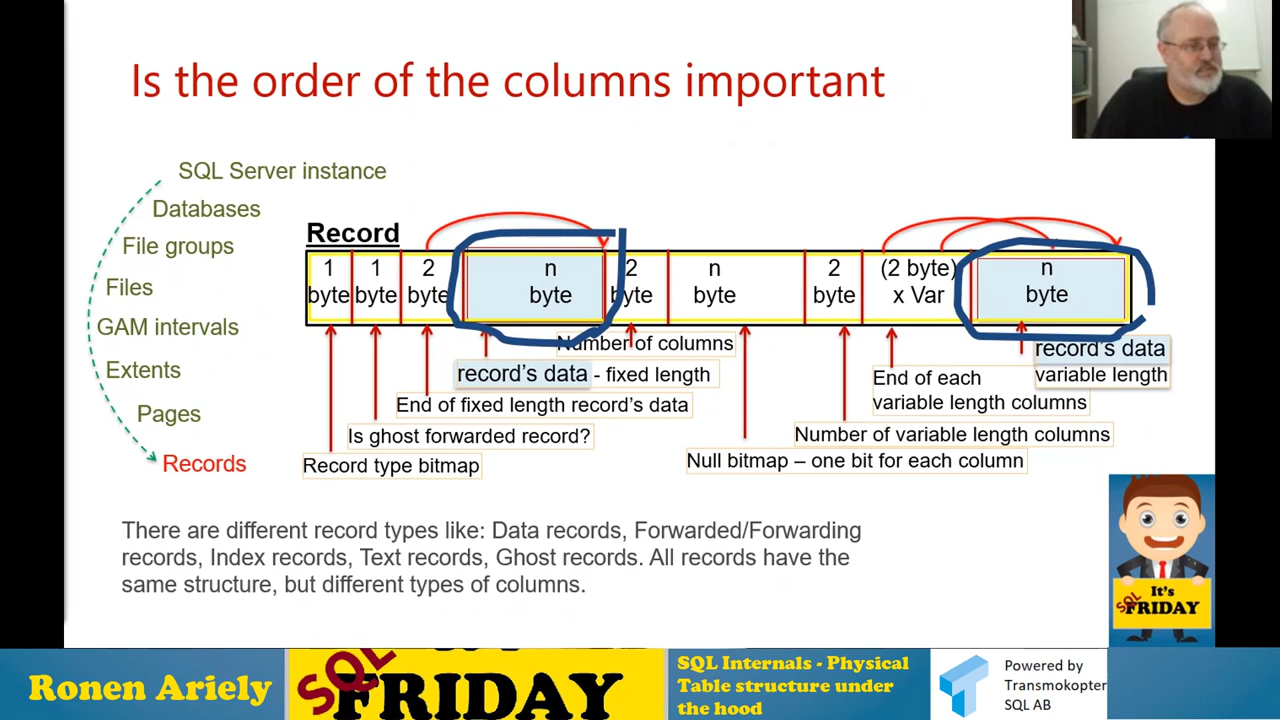 Is the order of the columns important
SQL Server instance
Databases
File groups
Files
GAM intervals
Extents
Pages
Records
Record
1 byte
1 byte
2 byte
n byte
2 byte
n byte
2 byte
(2 byte) x Var
n byte
Number of columns
record's data - fixed length
End of fixed length record's data
Is ghost forwarded record?
Record type bitmap
record's data
variable length
End of each
variable length columns
Number of variable length columns
Null bitmap – one bit for each column
There are different record types like: Data records, Forwarded/Forwarding
records, Index records, Text records, Ghost records. All records have the
same structure, but different types of columns.
It's
SQL FRIDAY
Ronen Ariely
SQL FRIDAY
SQL Internals - Physical
Table structure under
the hood
Powered by
Transmokopter
SQL AB